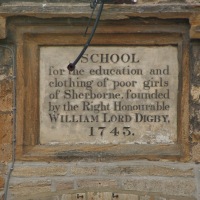 SCHOOL
for the education and
clothing of poor girls
of Sherborne, founded
by the Right Honourable
WILLIAM LORD DIGBY,
1743.